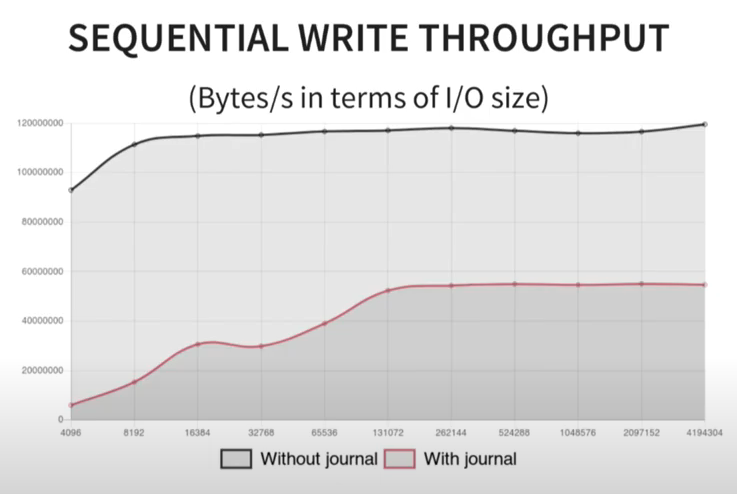 SEQUENTIAL WRITE THROUGHPUT
(Bytes/s in terms of I/O size)
120000000
100000000
80000000
60000000
40000000
20000000
0
4096 8192 16384 32768 65536 131072 262144 524288 1048576 2097152 4194304
Without journal With journal